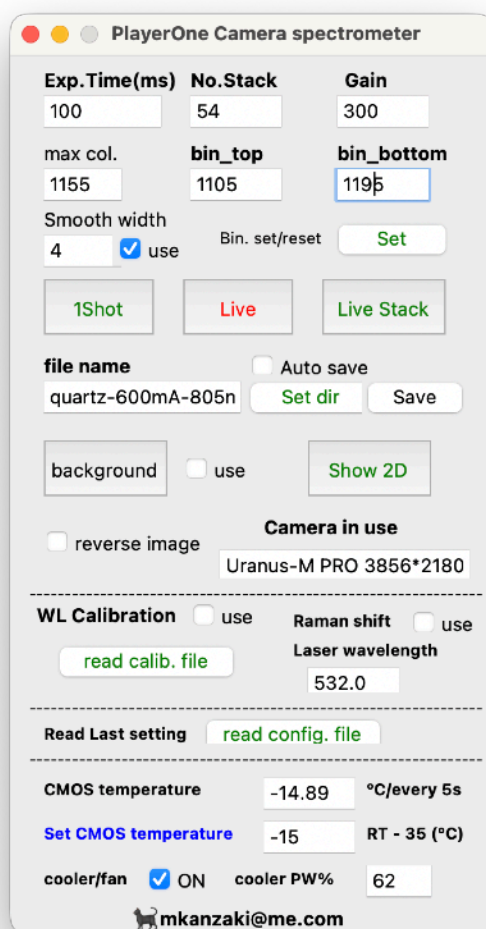 PlayerOne Camera spectrometer
Exp.Time(ms) No.Stack Gain
100 54 300
max col. bin_top bin_bottom
1155 1105 1195
Smooth width
4 use Bin. set/reset Set
1Shot Live Live Stack
file name Auto save
quartz-600mA-805n Set dir Save
background use Show 2D
Camera in use
reverse image
Uranus-M PRO 3856*2180
WL Calibration use Raman shift use
Laser wavelength
read calib. file
532.0
Read Last setting read config. file
CMOS temperature -14.89 °C/every 5s
Set CMOS temperature -15 RT - 35 (°C)
cooler/fan ON cooler PW% 62
🐈‍⬛mkanzaki@me.com